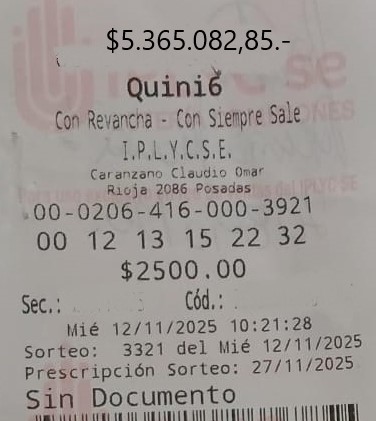 $5.365.082,85.-
Quini6
Con Revancha - Con Siempre Sale
I.P.L.Y.C.S.E.
Caranzano Claudio Omar
Rioja 2086 Posadas
00-0206-416-000-3921
00 12 13 15 22 32
$2500.00
Sec.: Cód.:
Mié 12/11/2025 10:21:28
Sorteo: 3321 del Mié 12/11/2025
Prescripción Sorteo: 27/11/2025
Sin Documento